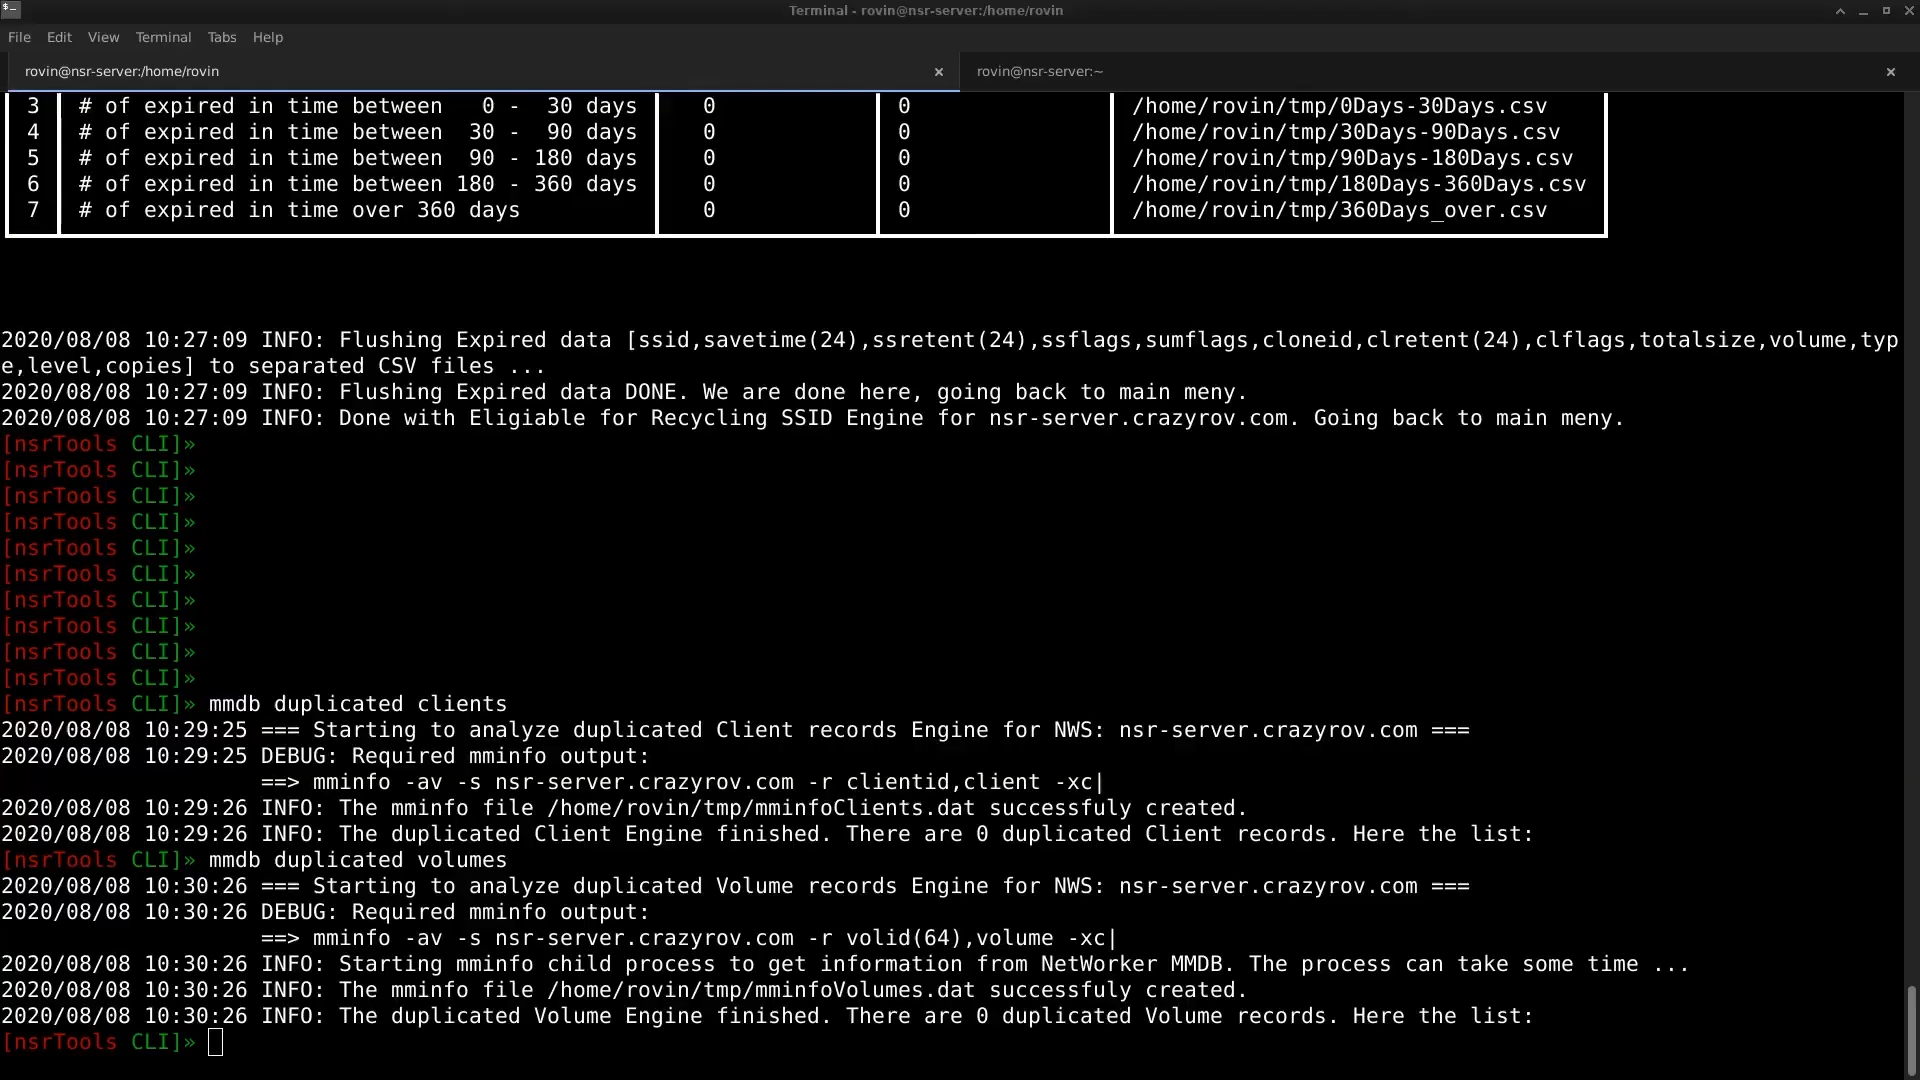 Terminal - rovin@nsr-server:/home/rovin
File Edit View Terminal Tabs Help
rovin@nsr-server:/home/rovin × rovin@nsr-server:~ ×
3 # of expired in time between 0 - 30 days 0 0 /home/rovin/tmp/0Days-30Days.csv
4 # of expired in time between 30 - 90 days 0 0 /home/rovin/tmp/30Days-90Days.csv
5 # of expired in time between 90 - 180 days 0 0 /home/rovin/tmp/90Days-180Days.csv
6 # of expired in time between 180 - 360 days 0 0 /home/rovin/tmp/180Days-360Days.csv
7 # of expired in time over 360 days 0 0 /home/rovin/tmp/360Days_over.csv
2020/08/08 10:27:09 INFO: Flushing Expired data [ssid,savetime(24),ssretent(24),ssflags,sumflags,cloneid,clretent(24),clflags,totalsize,volume,typ
e,level,copies] to separated CSV files ...
2020/08/08 10:27:09 INFO: Flushing Expired data DONE. We are done here, going back to main meny.
2020/08/08 10:27:09 INFO: Done with Eligiable for Recycling SSID Engine for nsr-server.crazyrov.com. Going back to main meny.
[nsrTools CLI]»
[nsrTools CLI]»
[nsrTools CLI]»
[nsrTools CLI]»
[nsrTools CLI]»
[nsrTools CLI]»
[nsrTools CLI]»
[nsrTools CLI]»
[nsrTools CLI]»
[nsrTools CLI]»
[nsrTools CLI]» mmdb duplicated clients
2020/08/08 10:29:25 === Starting to analyze duplicated Client records Engine for NWS: nsr-server.crazyrov.com ===
2020/08/08 10:29:25 DEBUG: Required mminfo output:
==> mminfo -av -s nsr-server.crazyrov.com -r clientid,client -xc|
2020/08/08 10:29:26 INFO: The mminfo file /home/rovin/tmp/mminfoClients.dat successfuly created.
2020/08/08 10:29:26 INFO: The duplicated Client Engine finished. There are 0 duplicated Client records. Here the list:
[nsrTools CLI]» mmdb duplicated volumes
2020/08/08 10:30:26 === Starting to analyze duplicated Volume records Engine for NWS: nsr-server.crazyrov.com ===
2020/08/08 10:30:26 DEBUG: Required mminfo output:
==> mminfo -av -s nsr-server.crazyrov.com -r volid(64),volume -xc|
2020/08/08 10:30:26 INFO: Starting mminfo child process to get information from NetWorker MMDB. The process can take some time ...
2020/08/08 10:30:26 INFO: The mminfo file /home/rovin/tmp/mminfoVolumes.dat successfuly created.
2020/08/08 10:30:26 INFO: The duplicated Volume Engine finished. There are 0 duplicated Volume records. Here the list:
[nsrTools CLI]»